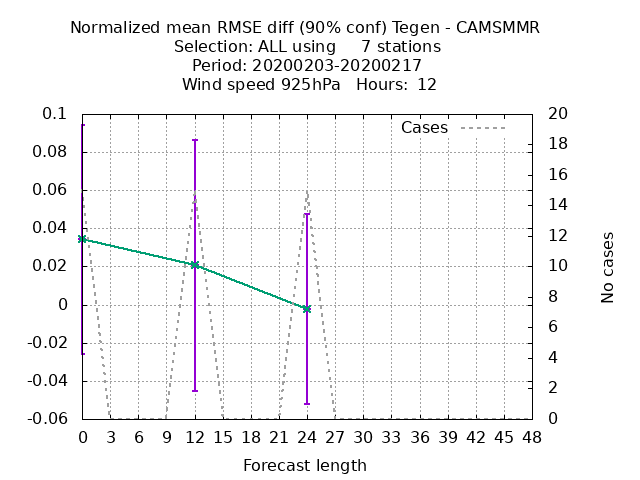 Normalized mean RMSE diff (90% conf) Tegen - CAMSMMR
Selection: ALL using     7 stations
Period: 20200203-20200217
Wind speed 925hPa   Hours:  12
Cases
0.1
0.08
0.06
0.04
0.02
0
-0.02
-0.04
-0.06
20
18
16
14
12
10
8
6
4
2
0
No cases
0 3 6 9 12 15 18 21 24 27 30 33 36 39 42 45 48
Forecast length